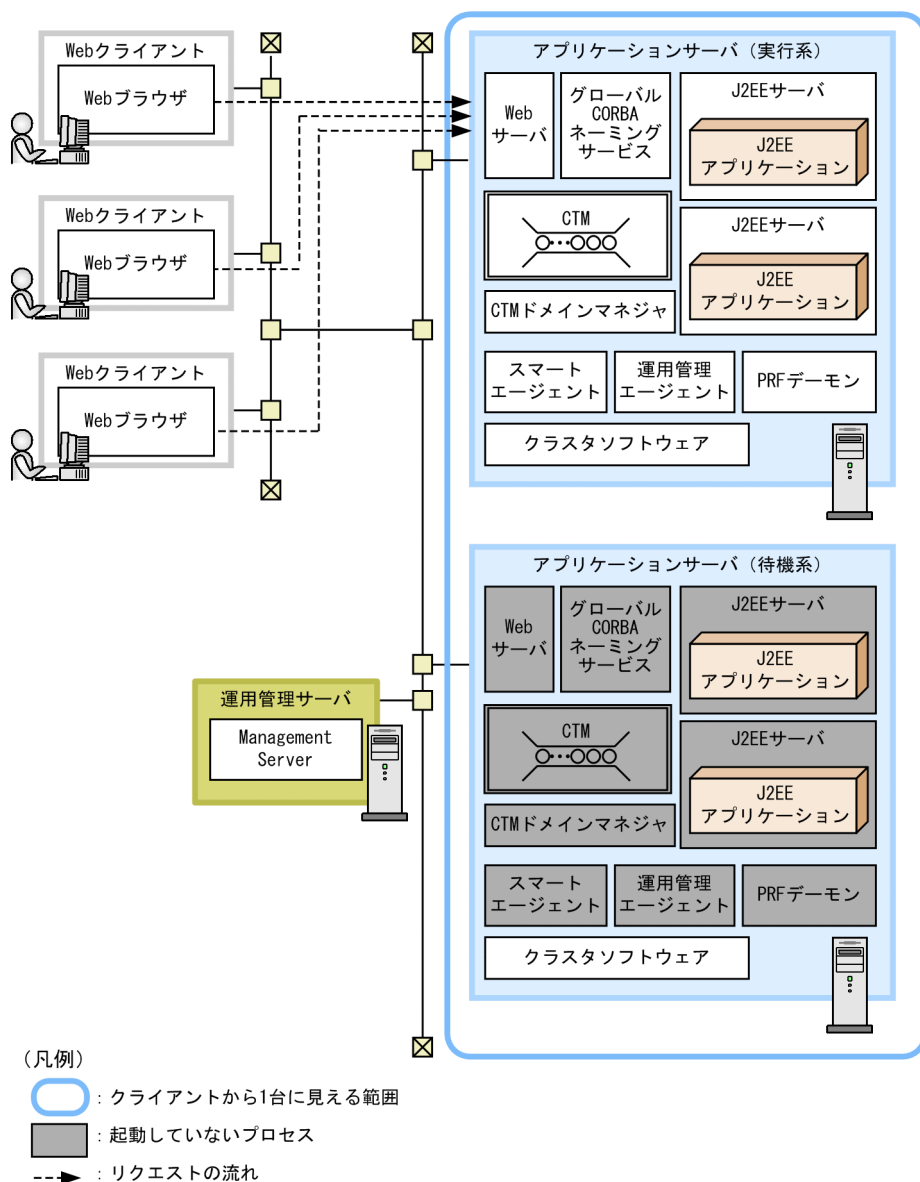 Webクライアント
Webブラウザ
Webクライアント
Webブラウザ
Webクライアント
Webブラウザ
アプリケーションサーバ（実行系）
Web
サーバ
グローバル
CORBA
ネーミング
サービス
J2EEサーバ
J2EE
アプリケーション
CTM
J2EEサーバ
J2EE
アプリケーション
CTMドメインマネジャ
スマート
エージェント
運用管理
エージェント
PRFデーモン
クラスタソフトウェア
アプリケーションサーバ（待機系）
Web
サーバ
グローバル
CORBA
ネーミング
サービス
J2EEサーバ
J2EE
アプリケーション
CTM
J2EEサーバ
J2EE
アプリケーション
CTMドメインマネジャ
スマート
エージェント
運用管理
エージェント
PRFデーモン
クラスタソフトウェア
運用管理サーバ
Management
Server
（凡例）
：クライアントから1台に見える範囲
：起動していないプロセス
：リクエストの流れ